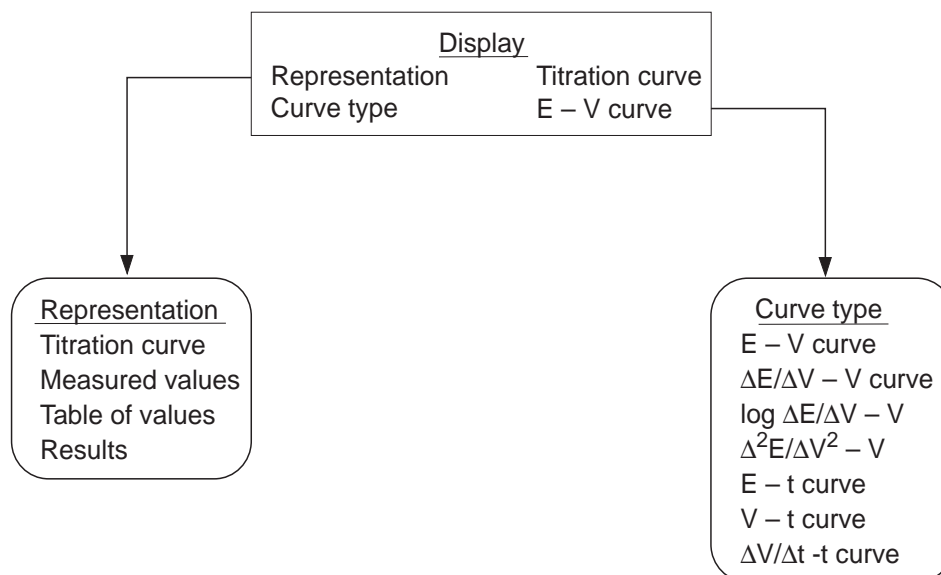 Display
Representation Titration curve
Curve type E – V curve
Representation
Titration curve
Measured values
Table of values
Results
Curve type
E – V curve
ΔE/ΔV – V curve
log ΔE/ΔV – V
Δ²E/ΔV² – V
E – t curve
V – t curve
ΔV/Δt -t curve